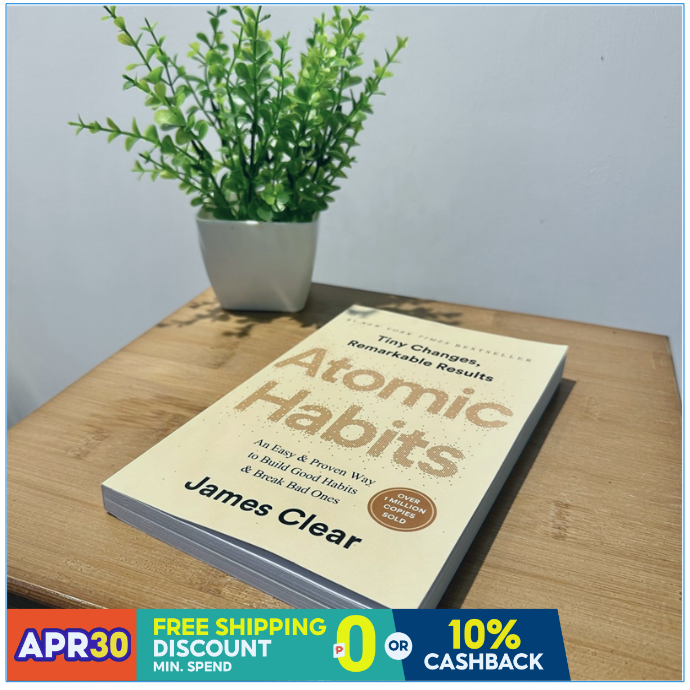 #1 NEW YORK TIMES BESTSELLER
Tiny Changes,
Remarkable Results
Atomic
Habits
An Easy & Proven Way
to Build Good Habits
& Break Bad Ones
James Clear
OVER
1 MILLION
COPIES
SOLD
APR30
FREE SHIPPING
DISCOUNT
MIN. SPEND
P0
OR
10%
CASHBACK